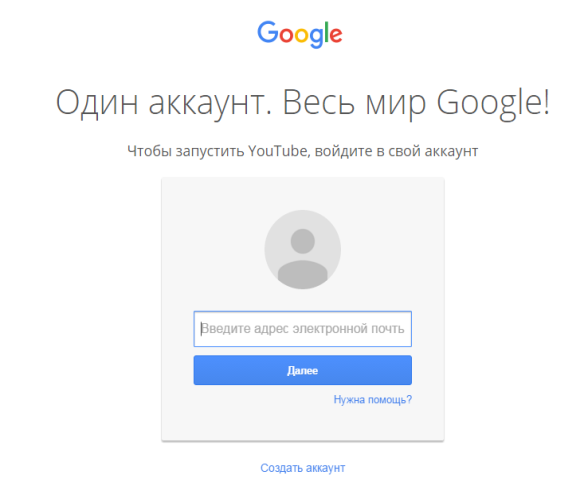 Google
Один аккаунт. Весь мир Google!
Чтобы запустить YouTube, войдите в свой аккаунт
Введите адрес электронной почть
Далее
Нужна помощь?
Создать аккаунт